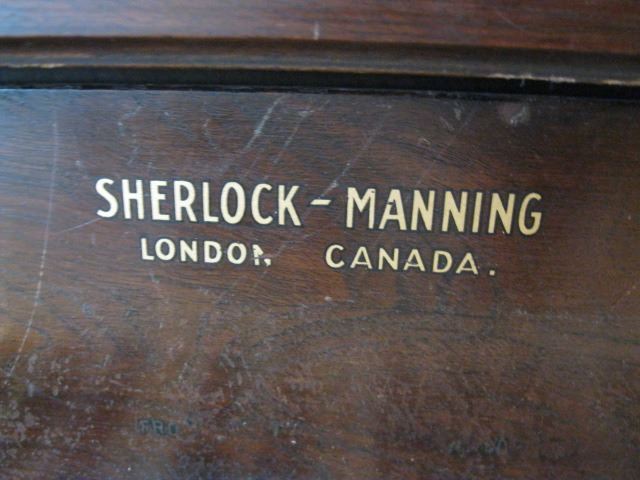 SHERLOCK - MANNING
LONDON, CANADA.